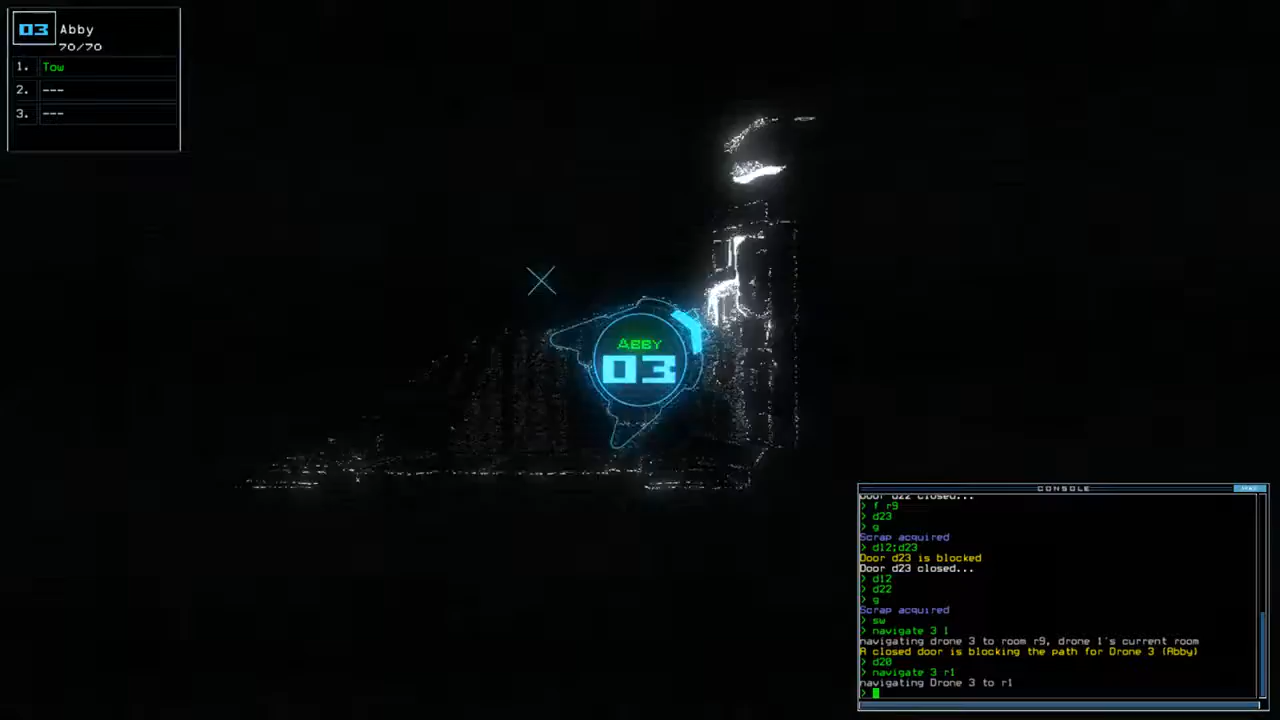 03 Abby
70/70
1. Tow
2. ---
3. ---
ABBY
03
CONSOLE
Door d22 closed...
> f r9
> d23
> g
Scrap acquired
> d12;d23
Door d23 is blocked
Door d23 closed...
> d12
> d22
> g
Scrap acquired
> sw
> navigate 3 1
navigating drone 3 to room r9, drone 1's current room
A closed door is blocking the path for Drone 3 (Abby)
> d20
> navigate 3 r1
navigating Drone 3 to r1
>